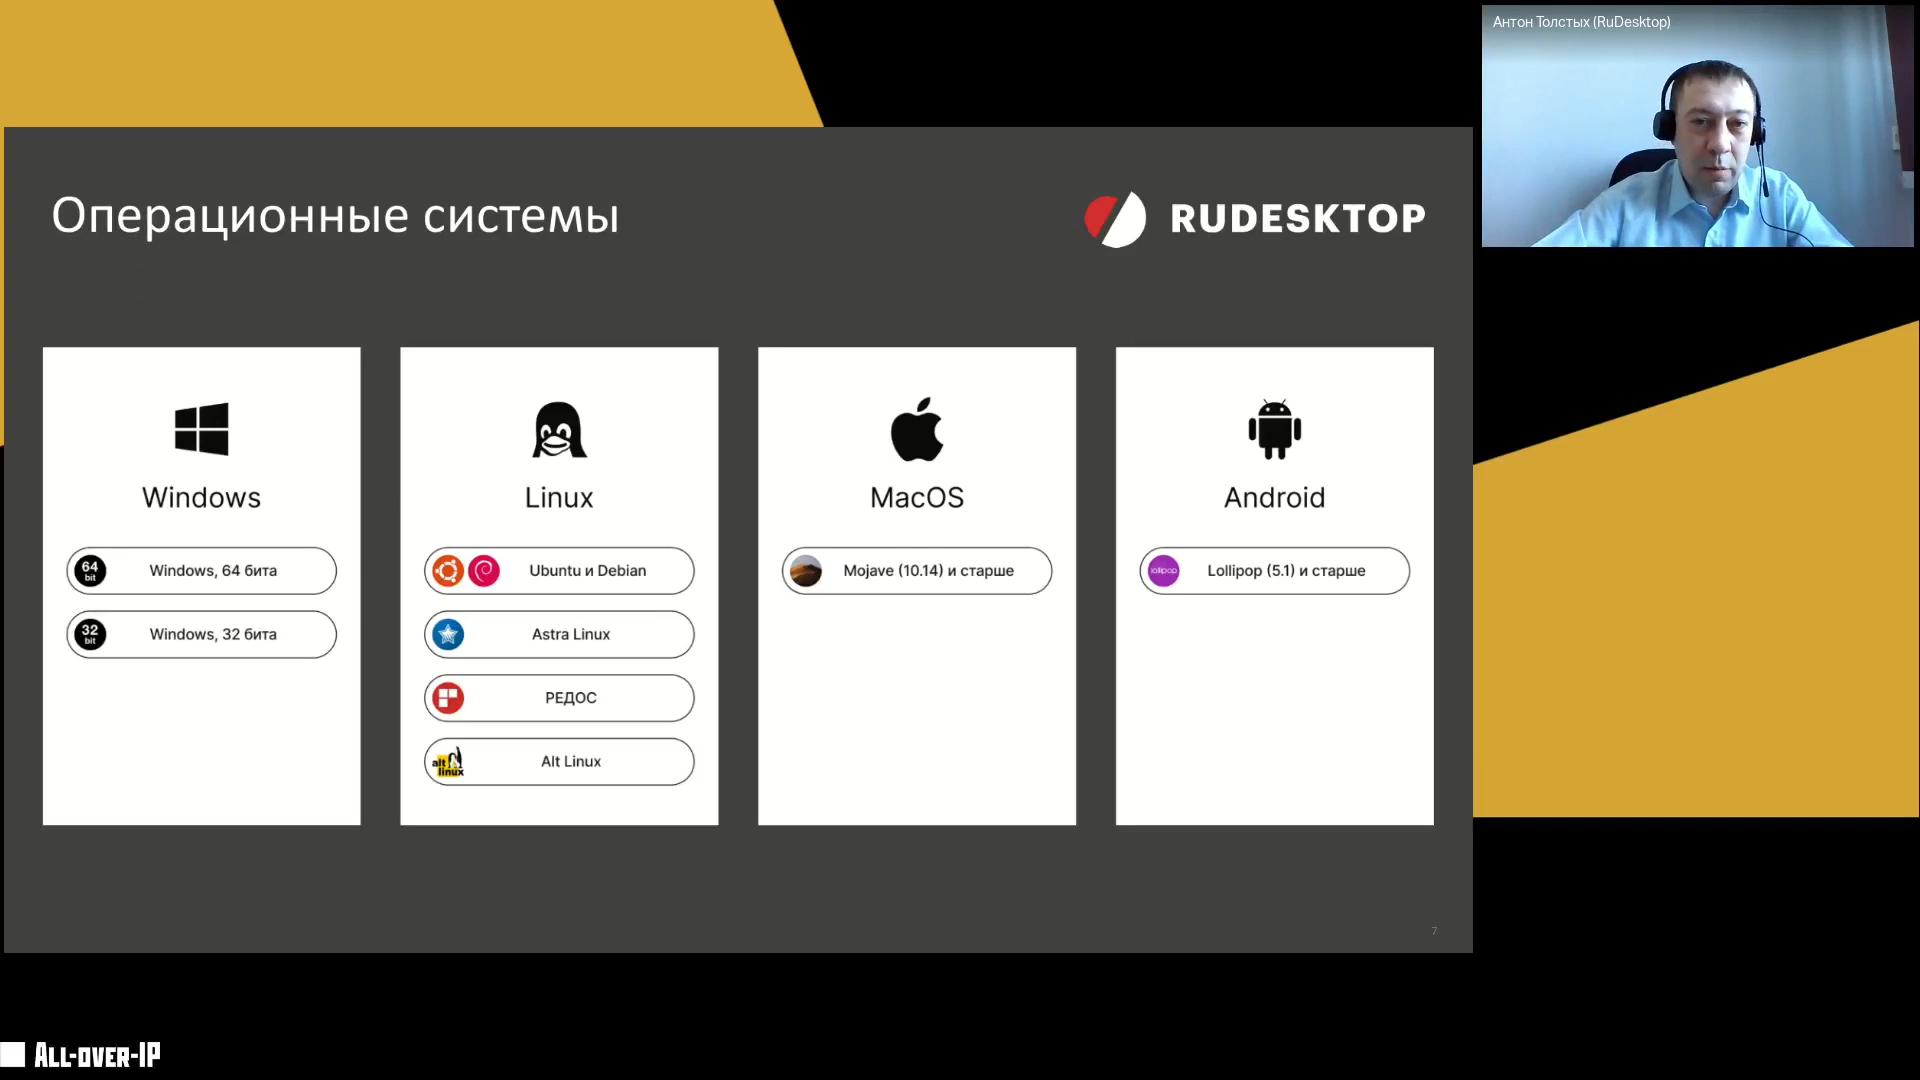 Антон Толстых (RuDesktop)
Операционные системы
RUDESKTOP
Windows
64 bit
Windows, 64 бита
32 bit
Windows, 32 бита
Linux
Ubuntu и Debian
Astra Linux
РЕДОС
alt linux
Alt Linux
MacOS
Mojave (10.14) и старше
Android
lollipop
Lollipop (5.1) и старше
7
ALL-OVER-IP